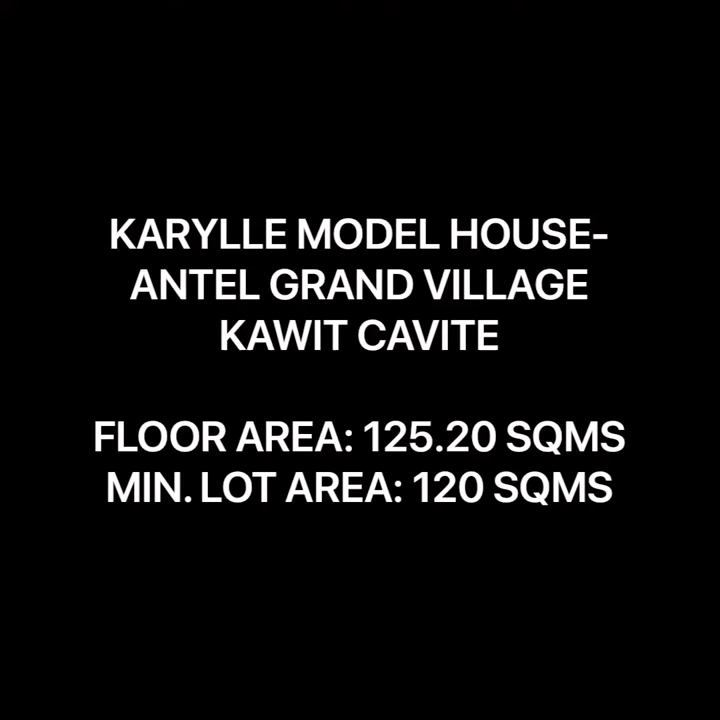 KARYLLE MODEL HOUSE-
ANTEL GRAND VILLAGE
KAWIT CAVITE
FLOOR AREA: 125.20 SQMS
MIN. LOT AREA: 120 SQMS